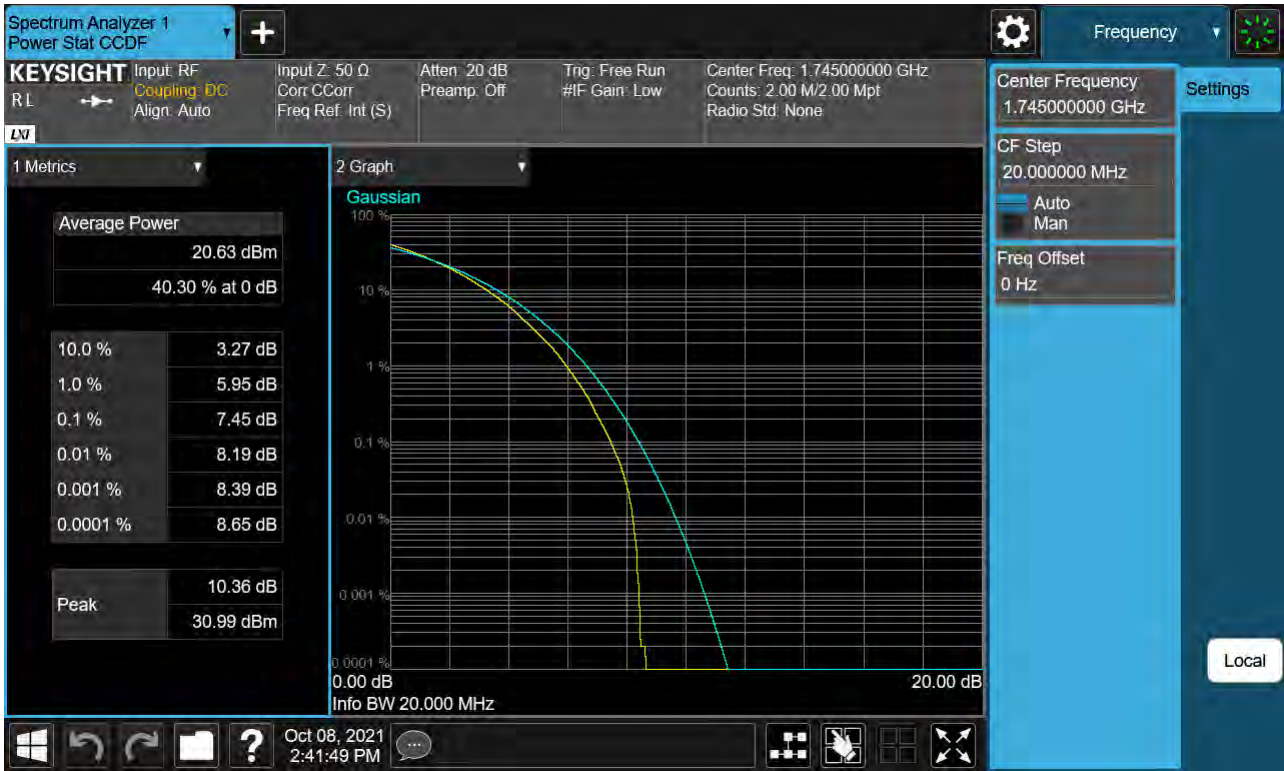 Spectrum Analyzer 1
Power Stat CCDF
+
Frequency
KEYSIGHT
RL
LXI
Input: RF
Coupling: DC
Align: Auto
Input Z: 50 Ω
Corr CCorr
Freq Ref: Int (S)
Atten: 20 dB
Preamp: Off
Trig: Free Run
#IF Gain: Low
Center Freq: 1.745000000 GHz
Counts: 2.00 M/2.00 Mpt
Radio Std: None
Center Frequency
1.745000000 GHz
Settings
CF Step
20.000000 MHz
Auto
Man
Freq Offset
0 Hz
Local
1 Metrics
Average Power
20.63 dBm
40.30 % at 0 dB
10.0 % 3.27 dB
1.0 % 5.95 dB
0.1 % 7.45 dB
0.01 % 8.19 dB
0.001 % 8.39 dB
0.0001 % 8.65 dB
Peak
10.36 dB
30.99 dBm
2 Graph
Gaussian
100 %
10 %
1 %
0.1 %
0.01 %
0.001 %
0.0001 %
0.00 dB 20.00 dB
Info BW 20.000 MHz
?
Oct 08, 2021
2:41:49 PM